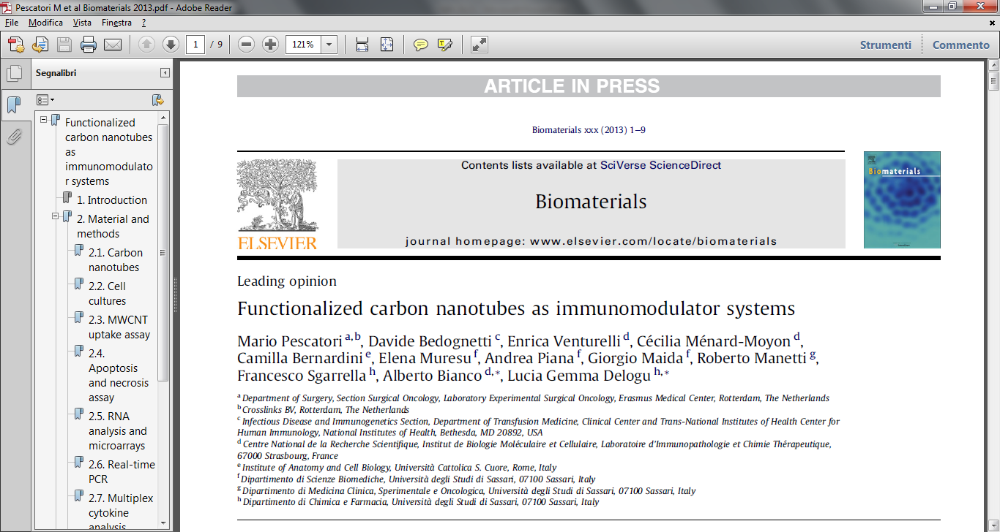 Pescatori M et al Biomaterials 2013.pdf - Adobe Reader
File Modifica Vista Finestra ?
1 / 9 121% Strumenti Commento
Segnalibri
Functionalized
carbon nanotubes
as
immunomodulato
r systems
1. Introduction
2. Material and
methods
2.1. Carbon
nanotubes
2.2. Cell
cultures
2.3. MWCNT
uptake assay
2.4.
Apoptosis
and necrosis
assay
2.5. RNA
analysis and
microarrays
2.6. Real-time
PCR
2.7. Multiplex
cytokine
analysis
ARTICLE IN PRESS
Biomaterials xxx (2013) 1–9
ELSEVIER
Contents lists available at SciVerse ScienceDirect
Biomaterials
journal homepage: www.elsevier.com/locate/biomaterials
Biomaterials
Leading opinion
Functionalized carbon nanotubes as immunomodulator systems
Mario Pescatori a,b, Davide Bedognetti c, Enrica Venturelli d, Cécilia Ménard-Moyon d,
Camilla Bernardini e, Elena Muresu f, Andrea Piana f, Giorgio Maida f, Roberto Manetti g,
Francesco Sgarrella h, Alberto Bianco d,*, Lucia Gemma Delogu h,*
a Department of Surgery, Section Surgical Oncology, Laboratory Experimental Surgical Oncology, Erasmus Medical Center, Rotterdam, The Netherlands
b Crosslinks BV, Rotterdam, The Netherlands
c Infectious Disease and Immunogenetics Section, Department of Transfusion Medicine, Clinical Center and Trans-National Institutes of Health Center for
Human Immunology, National Institutes of Health, Bethesda, MD 20892, USA
d Centre National de la Recherche Scientifique, Institut de Biologie Moléculaire et Cellulaire, Laboratoire d'Immunopathologie et Chimie Thérapeutique,
67000 Strasbourg, France
e Institute of Anatomy and Cell Biology, Università Cattolica S. Cuore, Rome, Italy
f Dipartimento di Scienze Biomediche, Università degli Studi di Sassari, 07100 Sassari, Italy
g Dipartimento di Medicina Clinica, Sperimentale e Oncologica, Università degli Studi di Sassari, 07100 Sassari, Italy
h Dipartimento di Chimica e Farmacia, Università degli Studi di Sassari, 07100 Sassari, Italy